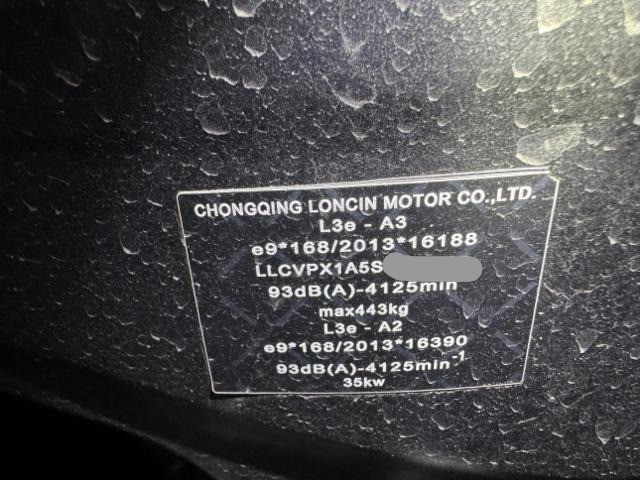 CHONGQING LONCIN MOTOR CO.,LTD.
L3e - A3
e9*168/2013*16188
LLCVPX1A5S
93dB(A)-4125min
max443kg
L3e - A2
e9*168/2013*16390
93dB(A)-4125min⁻¹
35kw